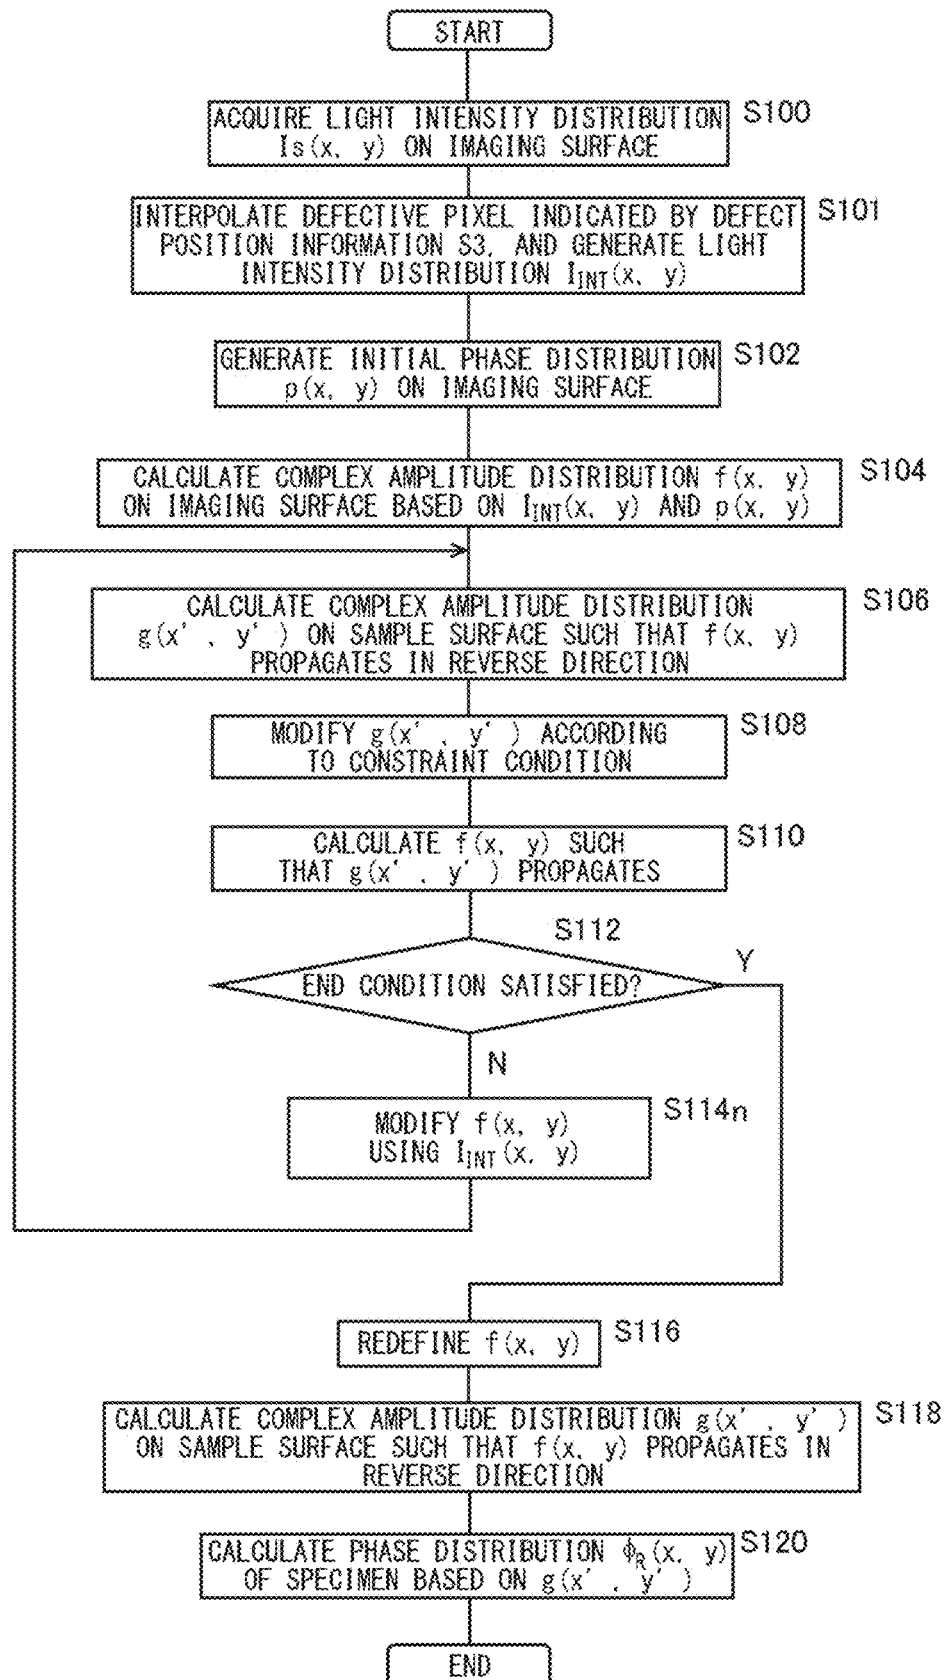 START
S100
ACQUIRE LIGHT INTENSITY DISTRIBUTION
Is(x, y) ON IMAGING SURFACE
S101
INTERPOLATE DEFECTIVE PIXEL INDICATED BY DEFECT
POSITION INFORMATION S3, AND GENERATE LIGHT
INTENSITY DISTRIBUTION I_INT(x, y)
S102
GENERATE INITIAL PHASE DISTRIBUTION
p(x, y) ON IMAGING SURFACE
S104
CALCULATE COMPLEX AMPLITUDE DISTRIBUTION f(x, y)
ON IMAGING SURFACE BASED ON I_INT(x, y) AND p(x, y)
S106
CALCULATE COMPLEX AMPLITUDE DISTRIBUTION
g(x', y') ON SAMPLE SURFACE SUCH THAT f(x, y)
PROPAGATES IN REVERSE DIRECTION
S108
MODIFY g(x', y') ACCORDING
TO CONSTRAINT CONDITION
S110
CALCULATE f(x, y) SUCH
THAT g(x', y') PROPAGATES
S112
END CONDITION SATISFIED?
Y
N
S114n
MODIFY f(x, y)
USING I_INT(x, y)
S116
REDEFINE f(x, y)
S118
CALCULATE COMPLEX AMPLITUDE DISTRIBUTION g(x', y')
ON SAMPLE SURFACE SUCH THAT f(x, y) PROPAGATES IN
REVERSE DIRECTION
S120
CALCULATE PHASE DISTRIBUTION ϕ_R(x, y)
OF SPECIMEN BASED ON g(x', y')
END